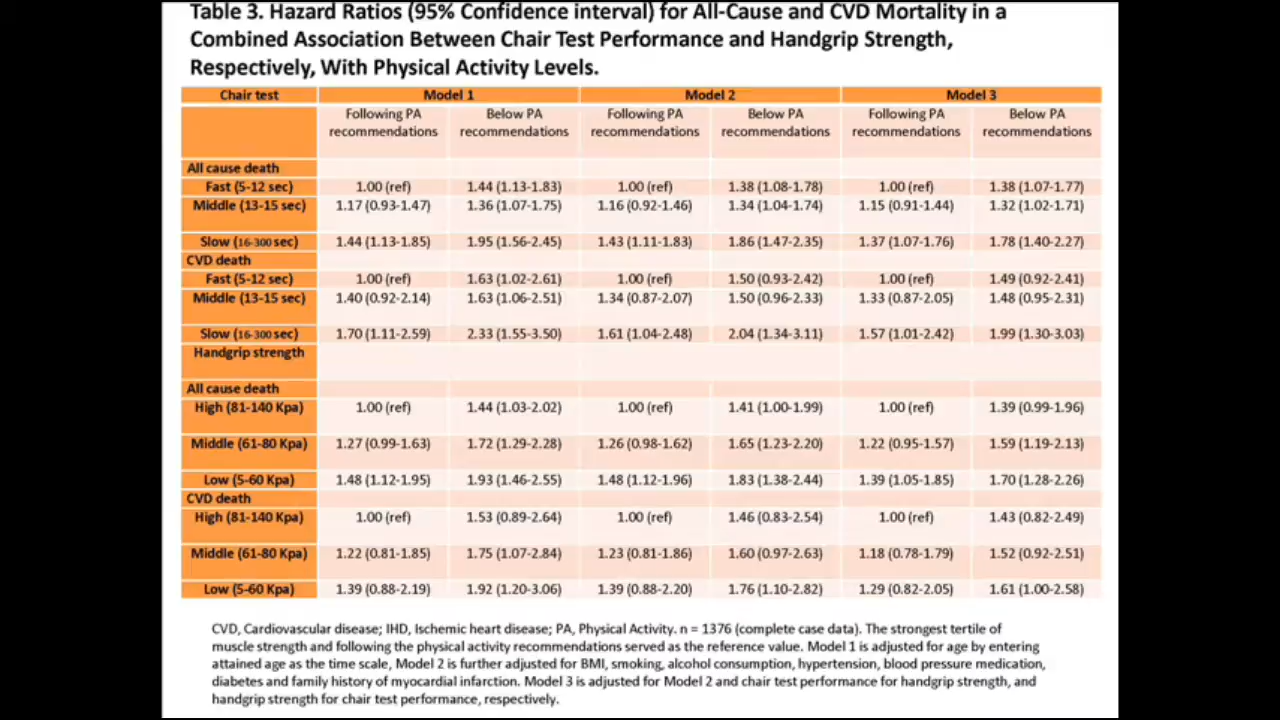 Table 3. Hazard Ratios (95% Confidence interval) for All-Cause and CVD Mortality in a
Combined Association Between Chair Test Performance and Handgrip Strength,
Respectively, With Physical Activity Levels.
Chair test Model 1 Model 2 Model 3
Following PA recommendations Below PA recommendations Following PA recommendations Below PA recommendations Following PA recommendations Below PA recommendations
All cause death
Fast (5-12 sec) 1.00 (ref) 1.44 (1.13-1.83) 1.00 (ref) 1.38 (1.08-1.78) 1.00 (ref) 1.38 (1.07-1.77)
Middle (13-15 sec) 1.17 (0.93-1.47) 1.36 (1.07-1.75) 1.16 (0.92-1.46) 1.34 (1.04-1.74) 1.15 (0.91-1.44) 1.32 (1.02-1.71)
Slow (16-300 sec) 1.44 (1.13-1.85) 1.95 (1.56-2.45) 1.43 (1.11-1.83) 1.86 (1.47-2.35) 1.37 (1.07-1.76) 1.78 (1.40-2.27)
CVD death
Fast (5-12 sec) 1.00 (ref) 1.63 (1.02-2.61) 1.00 (ref) 1.50 (0.93-2.42) 1.00 (ref) 1.49 (0.92-2.41)
Middle (13-15 sec) 1.40 (0.92-2.14) 1.63 (1.06-2.51) 1.34 (0.87-2.07) 1.50 (0.96-2.33) 1.33 (0.87-2.05) 1.48 (0.95-2.31)
Slow (16-300 sec) 1.70 (1.11-2.59) 2.33 (1.55-3.50) 1.61 (1.04-2.48) 2.04 (1.34-3.11) 1.57 (1.01-2.42) 1.99 (1.30-3.03)
Handgrip strength
All cause death
High (81-140 Kpa) 1.00 (ref) 1.44 (1.03-2.02) 1.00 (ref) 1.41 (1.00-1.99) 1.00 (ref) 1.39 (0.99-1.96)
Middle (61-80 Kpa) 1.27 (0.99-1.63) 1.72 (1.29-2.28) 1.26 (0.98-1.62) 1.65 (1.23-2.20) 1.22 (0.95-1.57) 1.59 (1.19-2.13)
Low (5-60 Kpa) 1.48 (1.12-1.95) 1.93 (1.46-2.55) 1.48 (1.12-1.96) 1.83 (1.38-2.44) 1.39 (1.05-1.85) 1.70 (1.28-2.26)
CVD death
High (81-140 Kpa) 1.00 (ref) 1.53 (0.89-2.64) 1.00 (ref) 1.46 (0.83-2.54) 1.00 (ref) 1.43 (0.82-2.49)
Middle (61-80 Kpa) 1.22 (0.81-1.85) 1.75 (1.07-2.84) 1.23 (0.81-1.86) 1.60 (0.97-2.63) 1.18 (0.78-1.79) 1.52 (0.92-2.51)
Low (5-60 Kpa) 1.39 (0.88-2.19) 1.92 (1.20-3.06) 1.39 (0.88-2.20) 1.76 (1.10-2.82) 1.29 (0.82-2.05) 1.61 (1.00-2.58)
CVD, Cardiovascular disease; IHD, Ischemic heart disease; PA, Physical Activity. n = 1376 (complete case data). The strongest tertile of
muscle strength and following the physical activity recommendations served as the reference value. Model 1 is adjusted for age by entering
attained age as the time scale, Model 2 is further adjusted for BMI, smoking, alcohol consumption, hypertension, blood pressure medication,
diabetes and family history of myocardial infarction. Model 3 is adjusted for Model 2 and chair test performance for handgrip strength, and
handgrip strength for chair test performance, respectively.